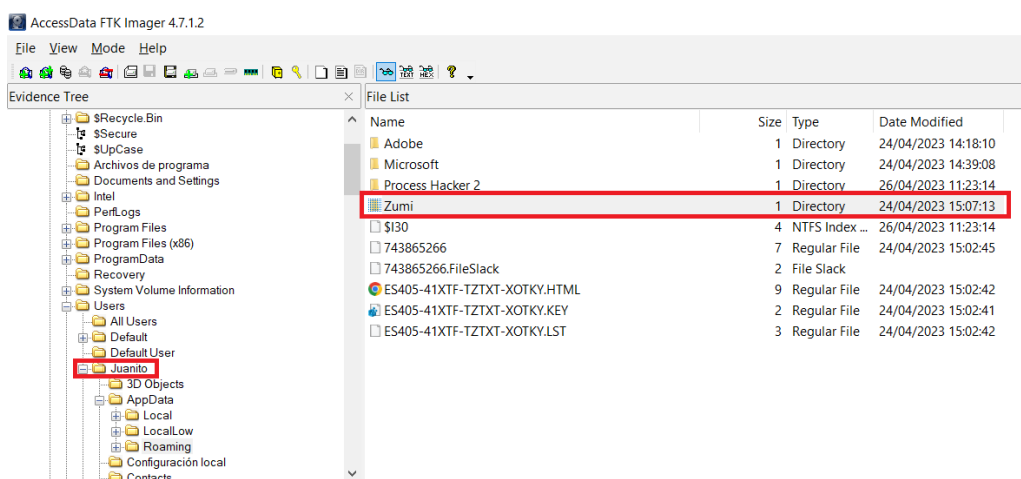 AccessData FTK Imager 4.7.1.2
File View Mode Help
Evidence Tree
$Recycle.Bin
$Secure
$UpCase
Archivos de programa
Documents and Settings
Intel
PerfLogs
Program Files
Program Files (x86)
ProgramData
Recovery
System Volume Information
Users
All Users
Default
Default User
Juanito
3D Objects
AppData
Local
LocalLow
Roaming
Configuración local
Contacts
File List
Name Size Type Date Modified
Adobe 1 Directory 24/04/2023 14:18:10
Microsoft 1 Directory 24/04/2023 14:39:08
Process Hacker 2 1 Directory 26/04/2023 11:23:14
Zumi 1 Directory 24/04/2023 15:07:13
$I30 4 NTFS Index ... 26/04/2023 11:23:14
743865266 7 Regular File 24/04/2023 15:02:45
743865266.FileSlack 2 File Slack
ES405-41XTF-TZTXT-XOTKY.HTML 9 Regular File 24/04/2023 15:02:42
ES405-41XTF-TZTXT-XOTKY.KEY 2 Regular File 24/04/2023 15:02:41
ES405-41XTF-TZTXT-XOTKY.LST 3 Regular File 24/04/2023 15:02:42